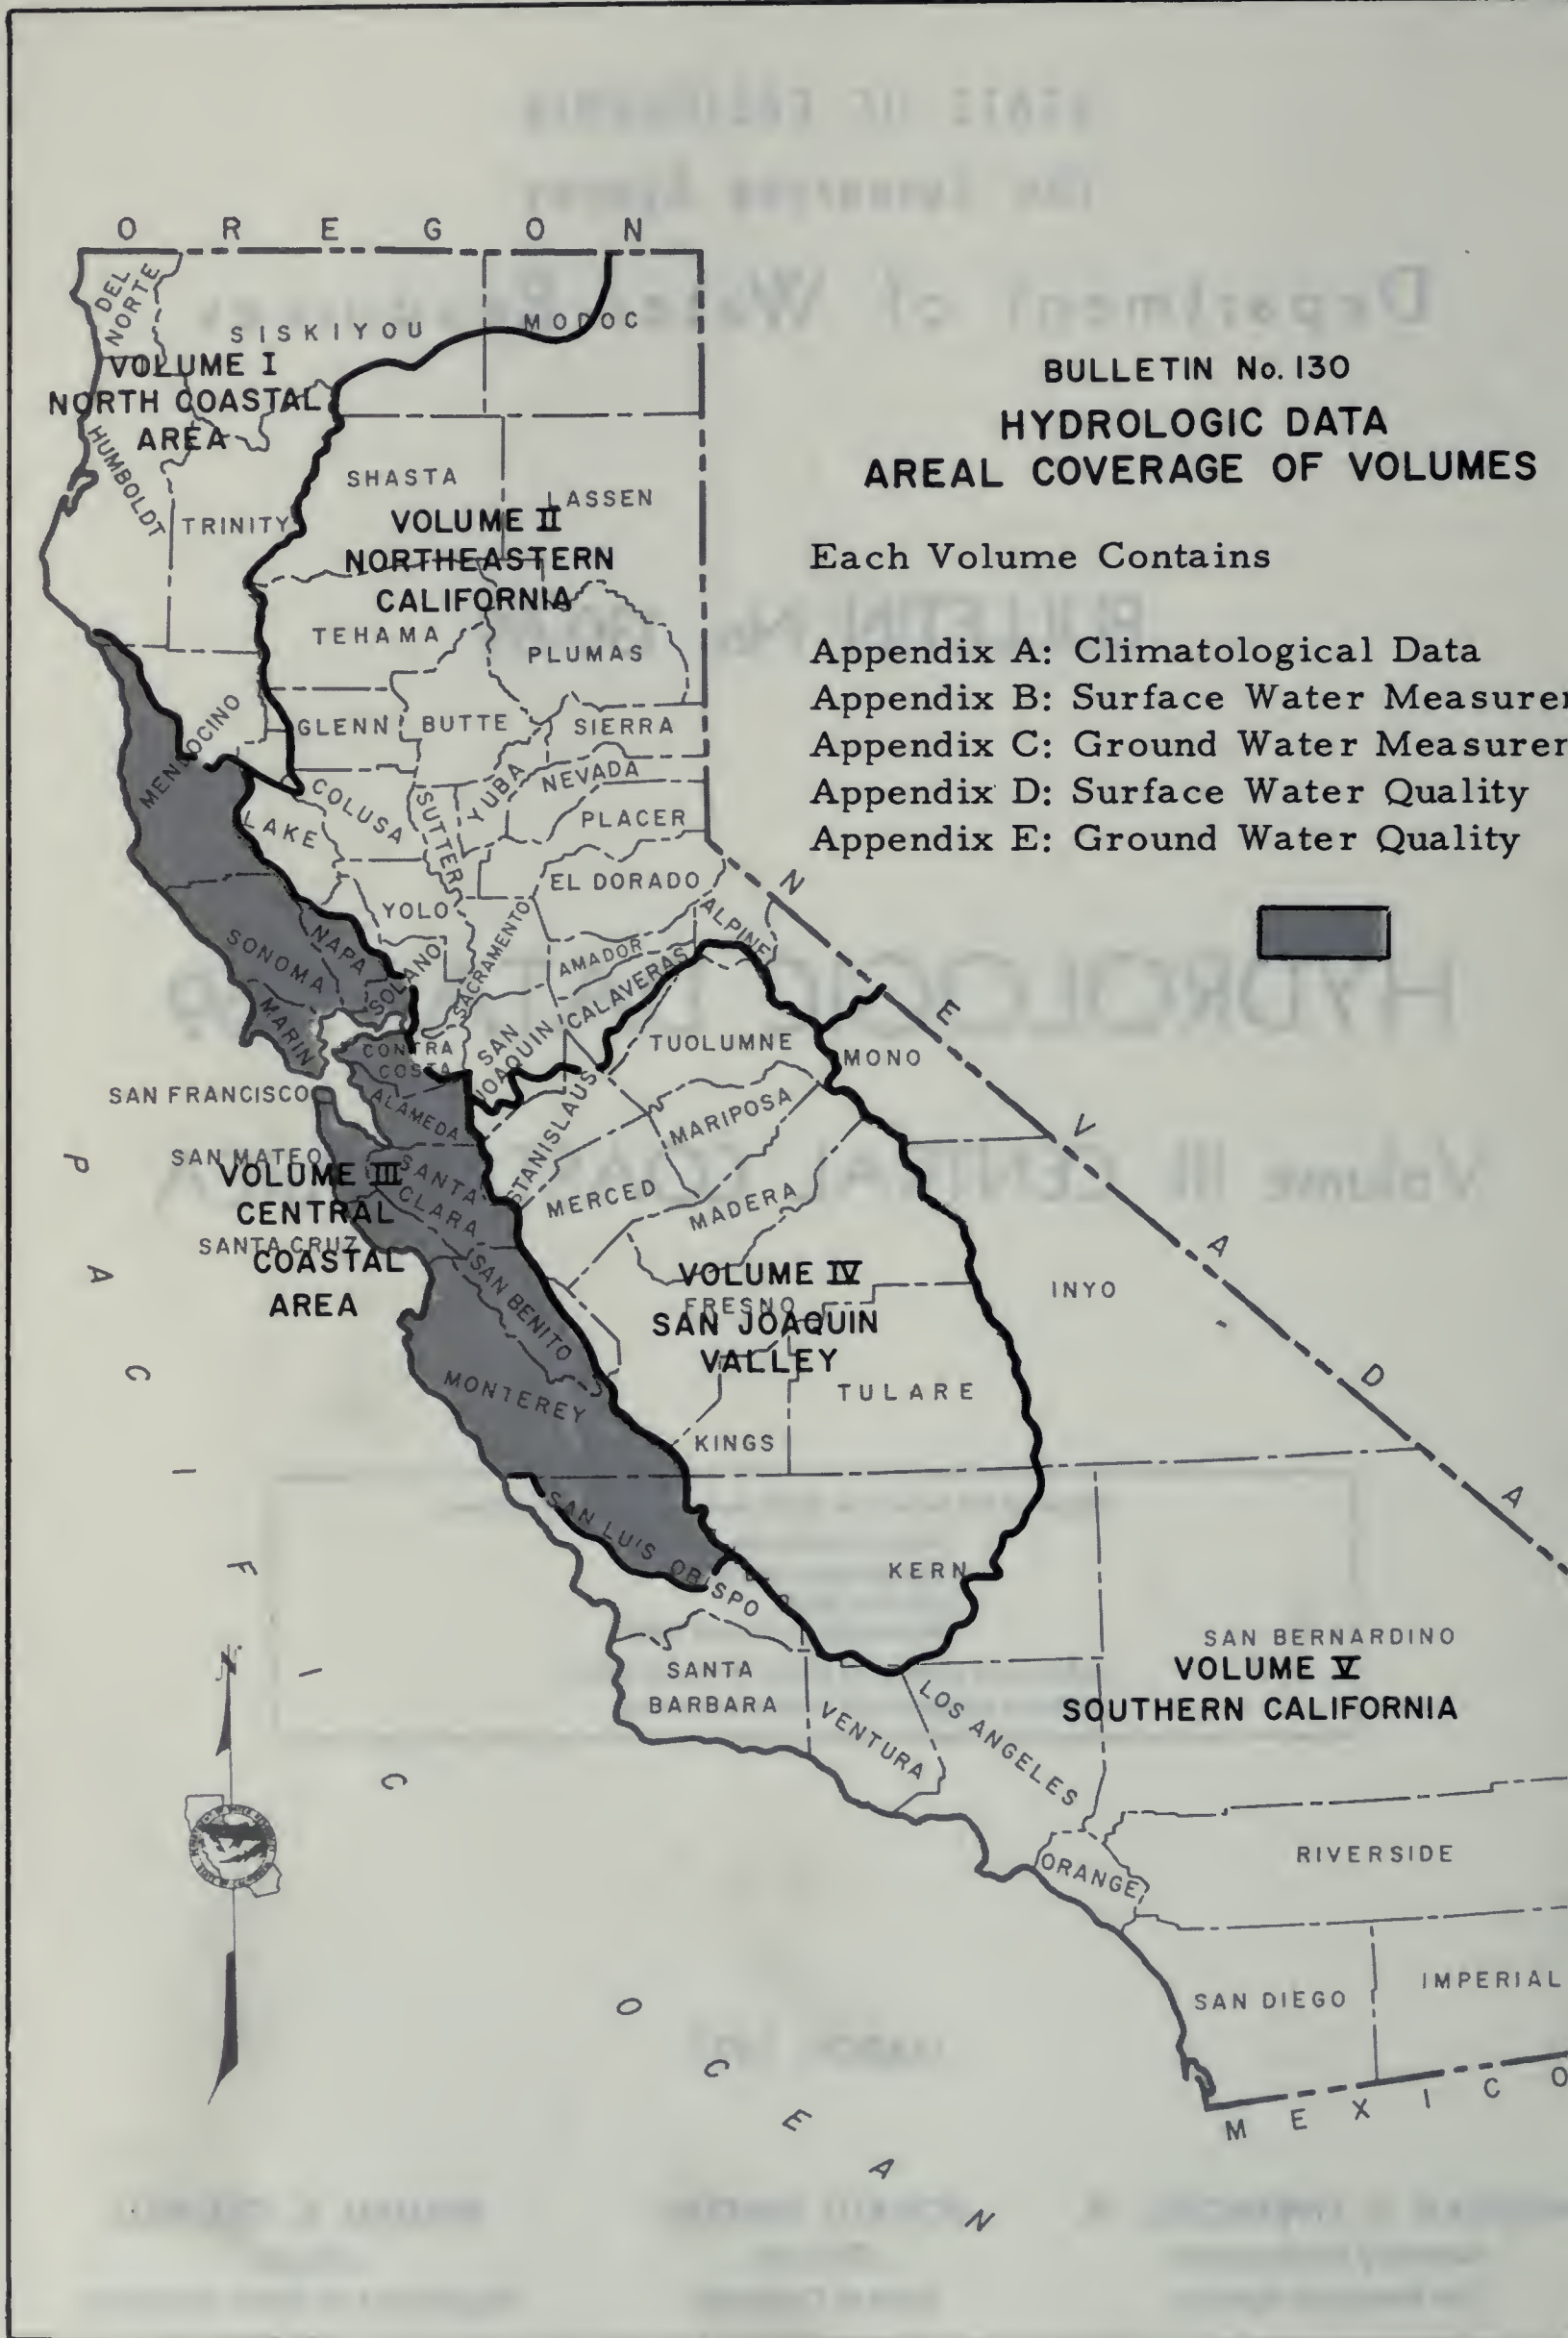 O R E G O N
DEL
NORTE
SISKIYOU
MODOC
VOLUME I
NORTH COASTAL
AREA
HUMBOLDT
TRINITY
SHASTA
LASSEN
VOLUME II
NORTHEASTERN
CALIFORNIA
TEHAMA
PLUMAS
BULLETIN No. 130
HYDROLOGIC DATA
AREAL COVERAGE OF VOLUMES
Each Volume Contains
Appendix A: Climatological Data
Appendix B: Surface Water Measurer
Appendix C: Ground Water Measurer
Appendix D: Surface Water Quality
Appendix E: Ground Water Quality
MENDOCINO
GLENN
BUTTE
SIERRA
COLUSA
SUTTER
YUBA
NEVADA
PLACER
LAKE
EL DORADO
YOLO
NAPA
SONOMA
SOLANO
SACRAMENTO
AMADOR
ALPINE
CALAVERAS
MARIN
CONTRA
COSTA
SAN
JOAQUIN
TUOLUMNE
MONO
SAN FRANCISCO
ALAMEDA
STANISLAUS
MARIPOSA
SAN MATEO
SANTA
CLARA
MERCED
MADERA
VOLUME III
CENTRAL
SANTA CRUZ
COASTAL
AREA
SAN BENITO
VOLUME IV
FRESNO
SAN JOAQUIN
VALLEY
INYO
MONTEREY
TULARE
KINGS
N E V A D A
SAN LUIS OBISPO
KERN
SAN BERNARDINO
VOLUME V
SOUTHERN CALIFORNIA
SANTA
BARBARA
VENTURA
LOS ANGELES
ORANGE
RIVERSIDE
SAN DIEGO
IMPERIAL
M E X I C O
P A C I F I C
O C E A N
N